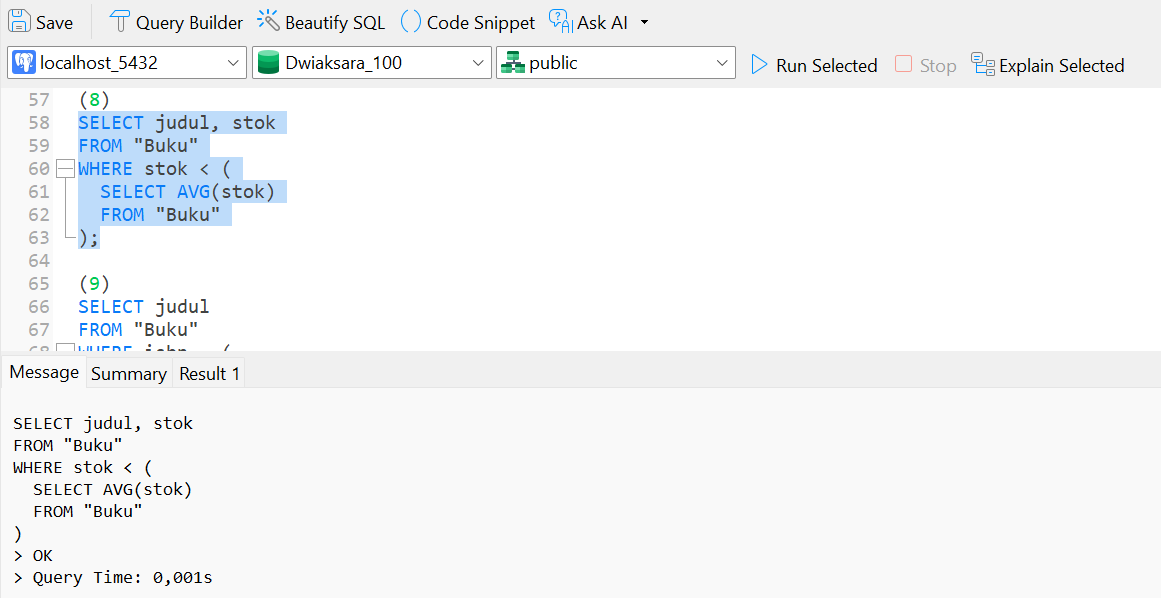 Save Query Builder Beautify SQL () Code Snippet Ask AI
localhost_5432 Dwiaksara_100 public Run Selected Stop Explain Selected
57 (8)
58 SELECT judul, stok
59 FROM "Buku"
60 WHERE stok < (
61   SELECT AVG(stok)
62   FROM "Buku"
63 );
64
65 (9)
66 SELECT judul
67 FROM "Buku"
68 WHERE
Message Summary Result 1
SELECT judul, stok
FROM "Buku"
WHERE stok < (
  SELECT AVG(stok)
  FROM "Buku"
)
> OK
> Query Time: 0,001s